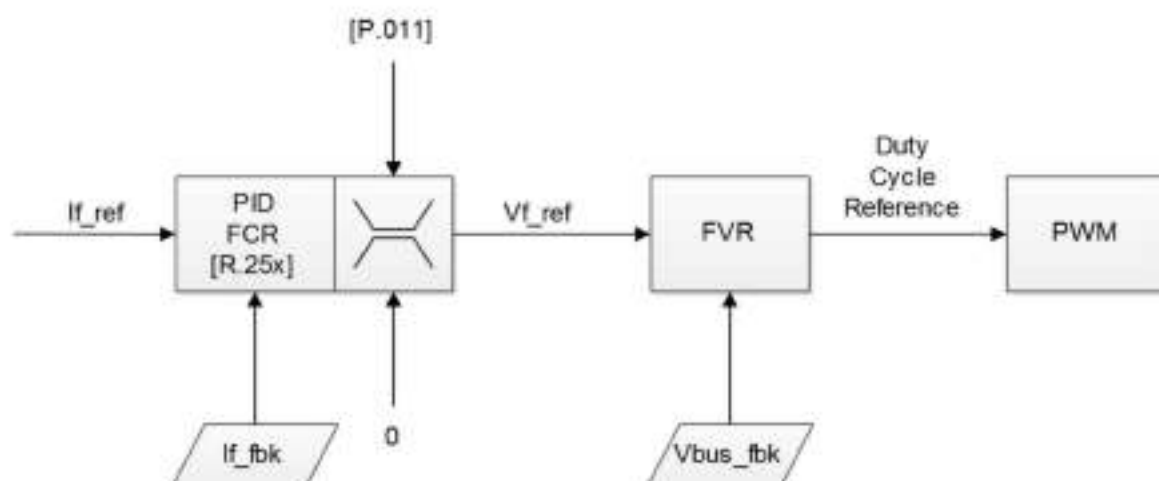 [P.011]
If_ref
PID
FCR
[R.25x]
Vf_ref
FVR
Duty
Cycle
Reference
PWM
If_fbk
0
Vbus_fbk